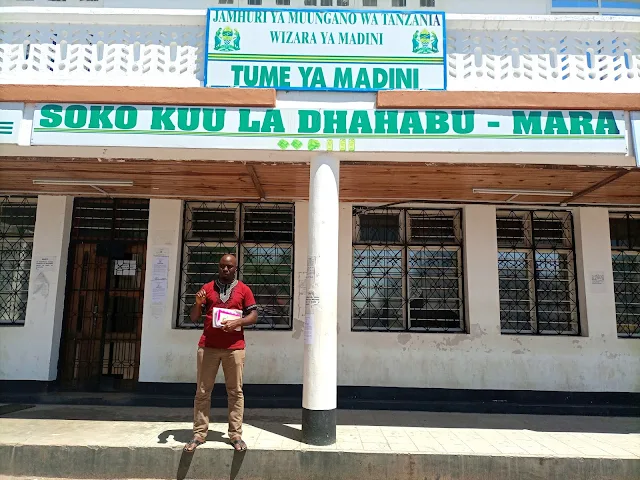 JAMHURI YA MUUNGANO WA TANZANIA
WIZARA YA MADINI
TUME YA MADINI
SOKO KUU LA DHAHABU - MARA